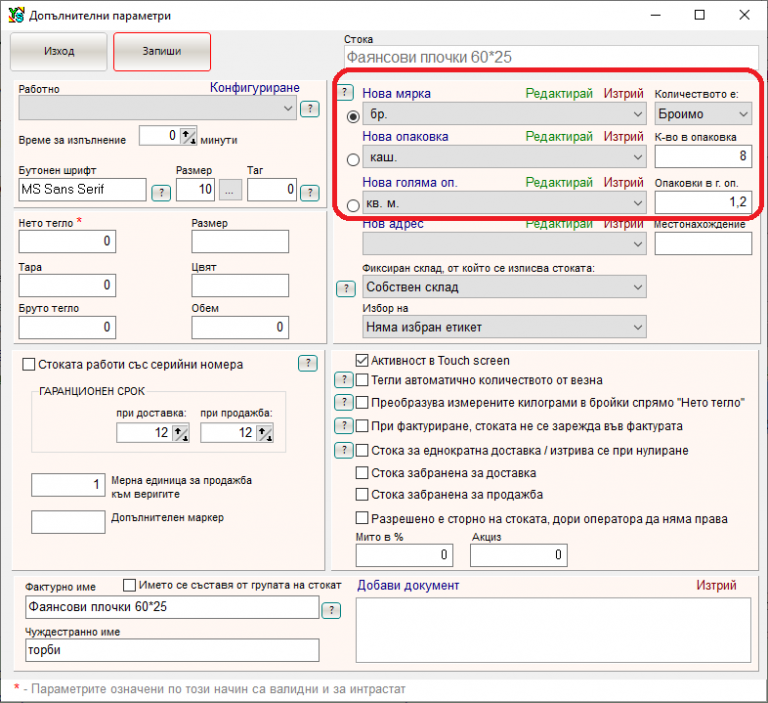 Допълнителни параметри
Изход
Запиши
Стока
Фаянсови плочки 60*25
Работно
Конфигуриране
?
Време за изпълнение
0
минути
Бутонен шрифт
Размер
Таг
MS Sans Serif
?
10
...
0
?
?
Нова мярка
Редактирай
Изтрий
Количеството е:
бр.
Броимо
Нова опаковка
Редактирай
Изтрий
К-во в опаковка
каш.
8
Нова голяма оп.
Редактирай
Изтрий
Опаковки в г. оп.
кв. м.
1,2
Нов адрес
Редактирай
Изтрий
Местонахождение
Фиксиран склад, от който се изписва стоката:
?
Собствен склад
Избор на
Няма избран етикет
Нето тегло *
Размер
0
Тара
Цвят
0
Бруто тегло
Обем
0
0
Стоката работи със серийни номера
?
ГАРАНЦИОНЕН СРОК
при доставка:
при продажба:
12
12
1
Мерна единица за продажба
към веригите
Допълнителен маркер
Активност в Touch screen
?
Тегли автоматично количеството от везна
?
Преобразува измерените килограми в бройки спрямо "Нето тегло"
?
При фактуриране, стоката не се зарежда във фактурата
?
Стока за еднократна доставка / изтрива се при нулиране
Стока забранена за доставка
Стока забранена за продажба
Разрешено е сторно на стоката, дори оператора да няма права
Мито в %
Акциз
0
0
Фактурно име
Името се съставя от групата на стокат
Фаянсови плочки 60*25
?
Чуждестранно име
торби
Добави документ
Изтрий
* - Параметрите означени по този начин са валидни и за интрастат